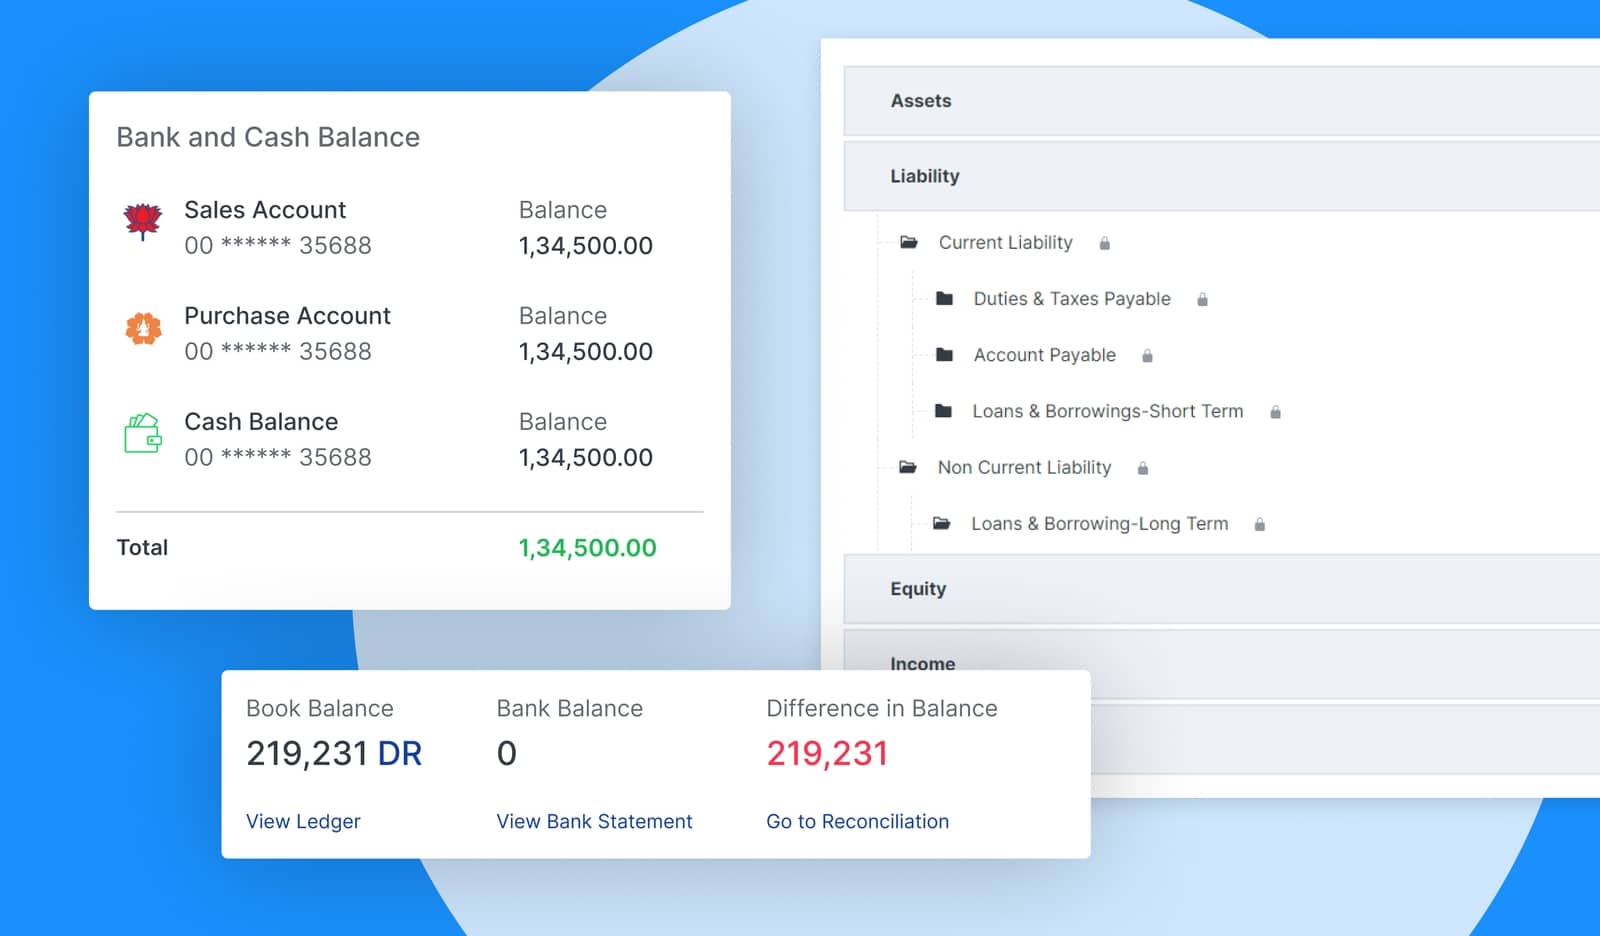 Bank and Cash Balance
Sales Account Balance
00 ****** 35688 1,34,500.00
Purchase Account Balance
00 ****** 35688 1,34,500.00
Cash Balance Balance
00 ****** 35688 1,34,500.00
Total 1,34,500.00
Assets
Liability
Current Liability
Duties & Taxes Payable
Account Payable
Loans & Borrowings-Short Term
Non Current Liability
Loans & Borrowing-Long Term
Equity
Income
Book Balance Bank Balance Difference in Balance
219,231 DR 0 219,231
View Ledger View Bank Statement Go to Reconciliation